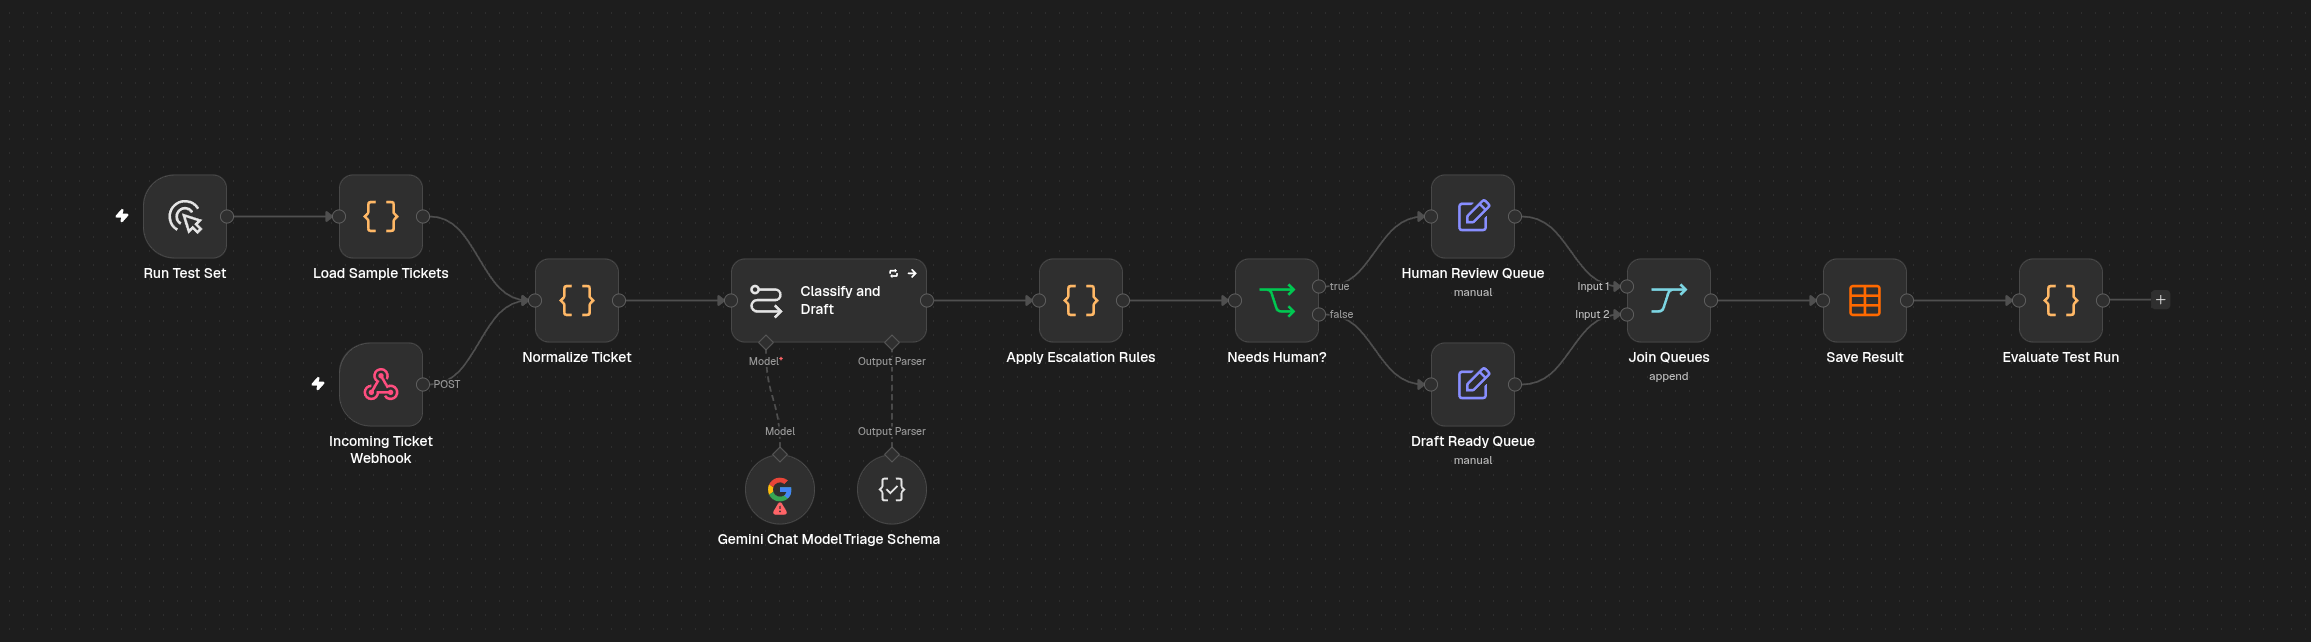 Run Test Set
Load Sample Tickets
POST
Incoming Ticket
Webhook
Normalize Ticket
Classify and
Draft
Model*
Output Parser
Model
Output Parser
Gemini Chat Model
Triage Schema
Apply Escalation Rules
Needs Human?
true
false
Human Review Queue
manual
Draft Ready Queue
manual
Input 1
Input 2
Join Queues
append
Save Result
Evaluate Test Run